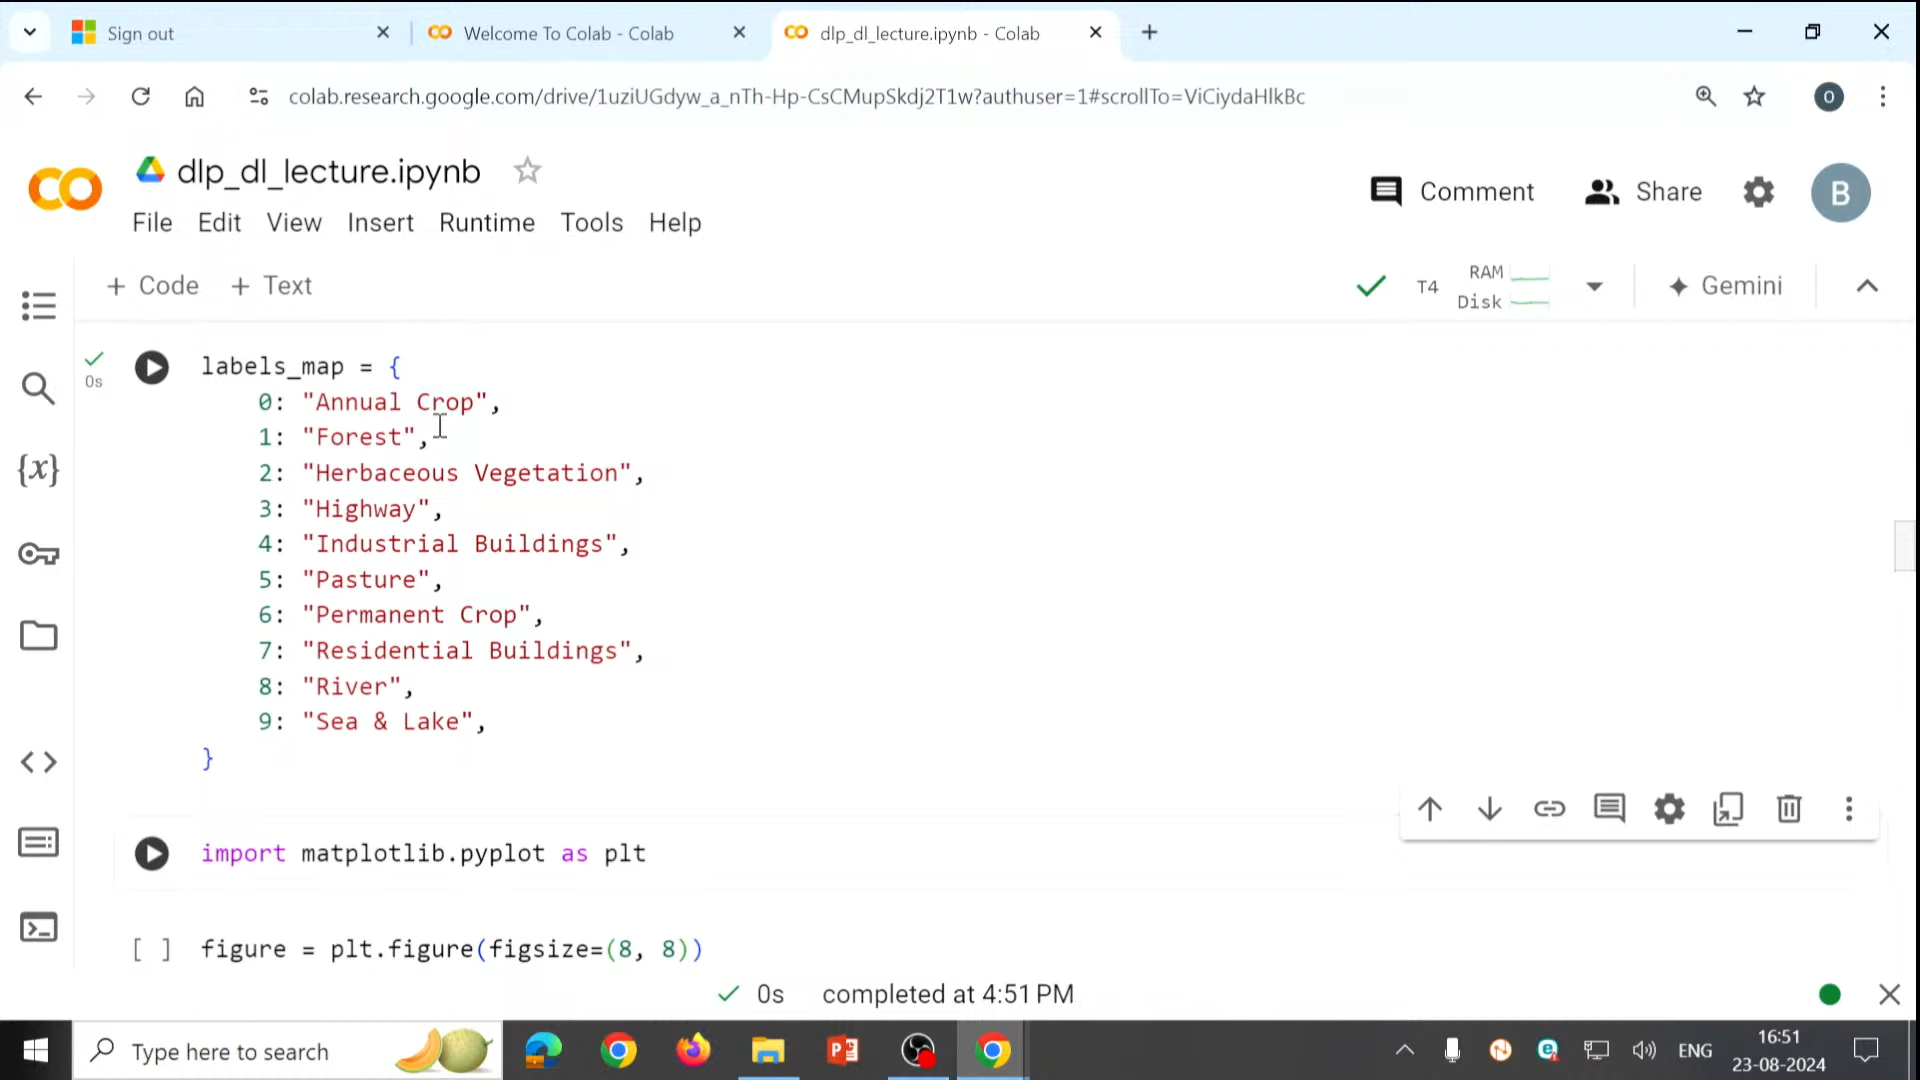 Sign out
Welcome To Colab - Colab
dlp_dl_lecture.ipynb - Colab
colab.research.google.com/drive/1uziUGdyw_a_nTh-Hp-CsCMupSkdj2T1w?authuser=1#scrollTo=ViCiydaHlkBc
O
CO
dlp_dl_lecture.ipynb
File Edit View Insert Runtime Tools Help
Comment
Share
B
+ Code + Text
T4
RAM
Disk
Gemini
0s
labels_map = {
0: "Annual Crop",
1: "Forest",
2: "Herbaceous Vegetation",
3: "Highway",
4: "Industrial Buildings",
5: "Pasture",
6: "Permanent Crop",
7: "Residential Buildings",
8: "River",
9: "Sea & Lake",
}
{x}
import matplotlib.pyplot as plt
[ ] figure = plt.figure(figsize=(8, 8))
0s completed at 4:51 PM
Type here to search
ENG
16:51
23-08-2024